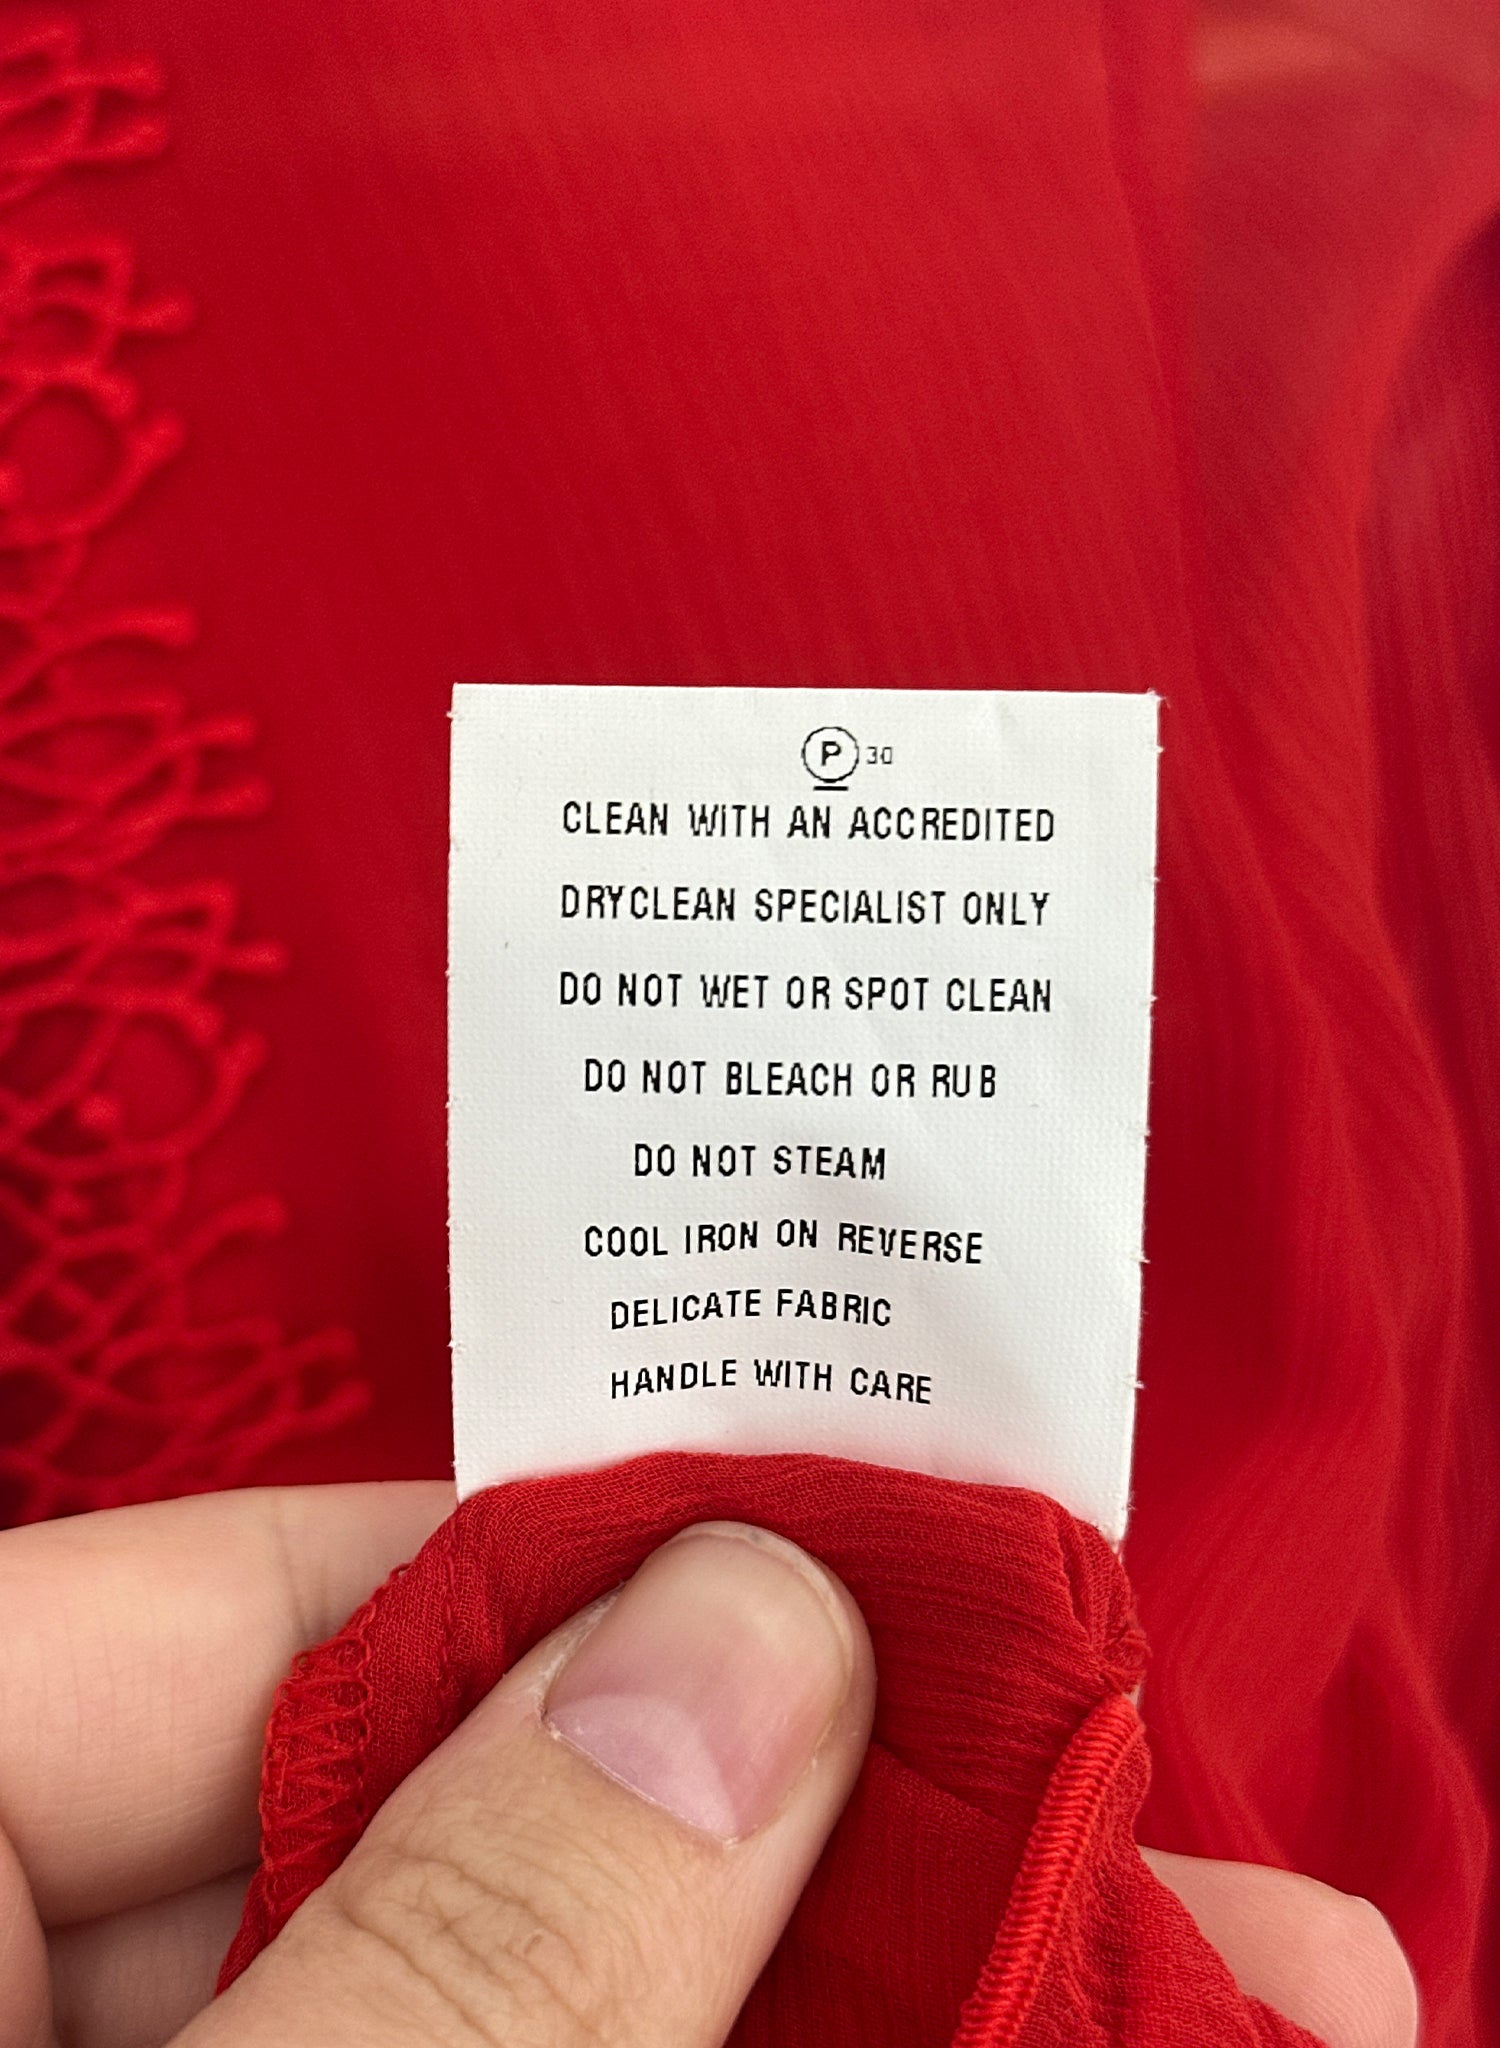 P 30
CLEAN WITH AN ACCREDITED
DRYCLEAN SPECIALIST ONLY
DO NOT WET OR SPOT CLEAN
DO NOT BLEACH OR RUB
DO NOT STEAM
COOL IRON ON REVERSE
DELICATE FABRIC
HANDLE WITH CARE